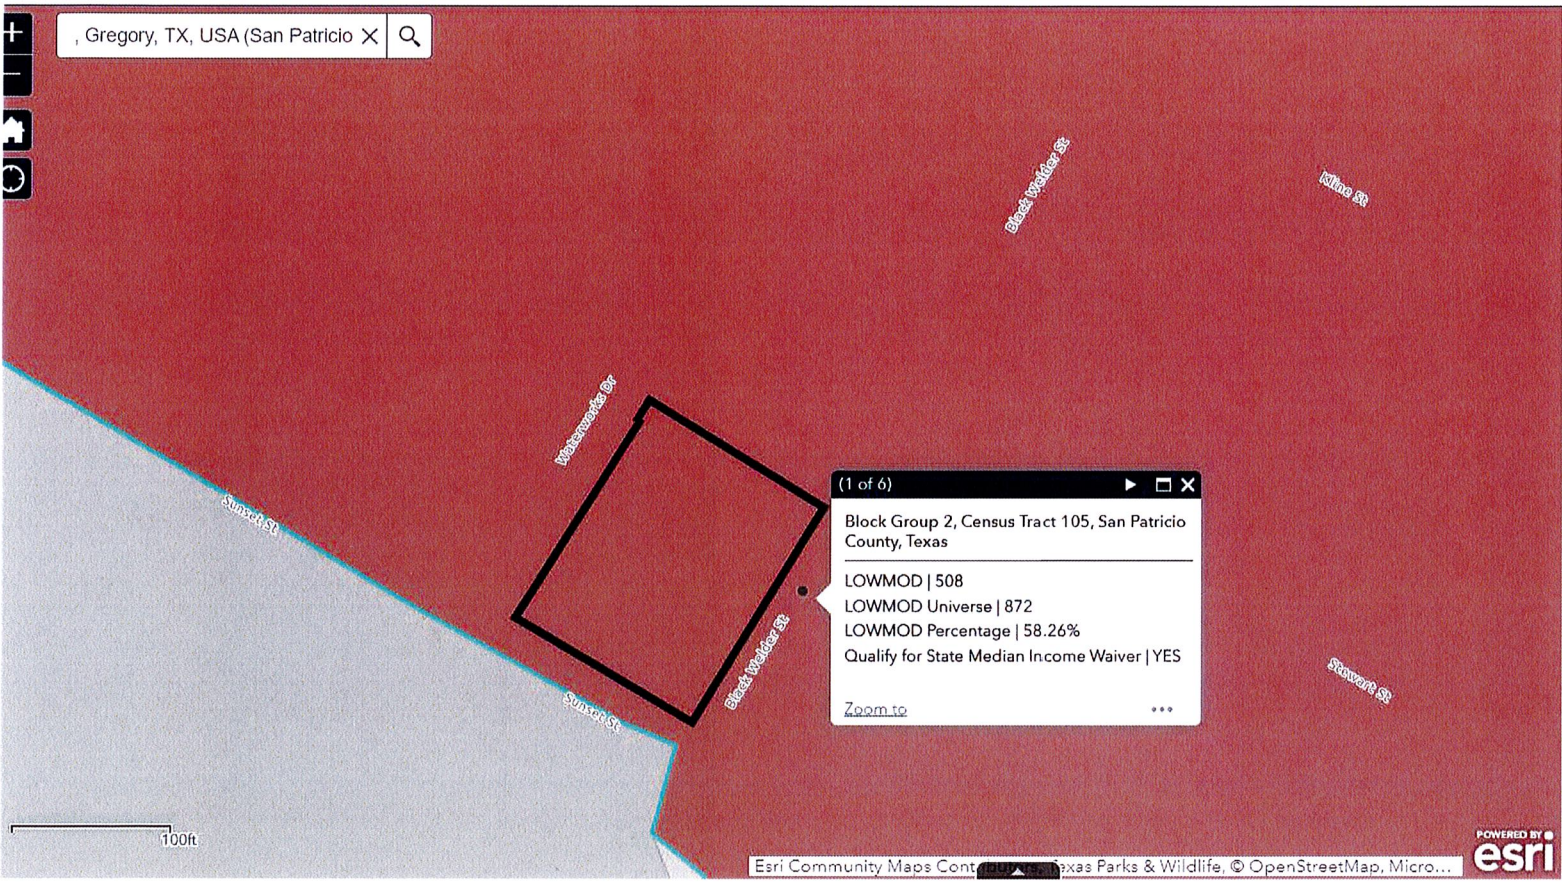 , Gregory, TX, USA (San Patricio
Black Welder St
Kline St
Waterworks Dr
Sunset St
(1 of 6)
Block Group 2, Census Tract 105, San Patricio
County, Texas
LOWMOD | 508
LOWMOD Universe | 872
LOWMOD Percentage | 58.26%
Qualify for State Median Income Waiver | YES
Zoom to
Black Welder St
Sunset St
Stewart St
100ft
POWERED BY
esri
Esri Community Maps Contributors, Texas Parks & Wildlife, © OpenStreetMap, Micro...